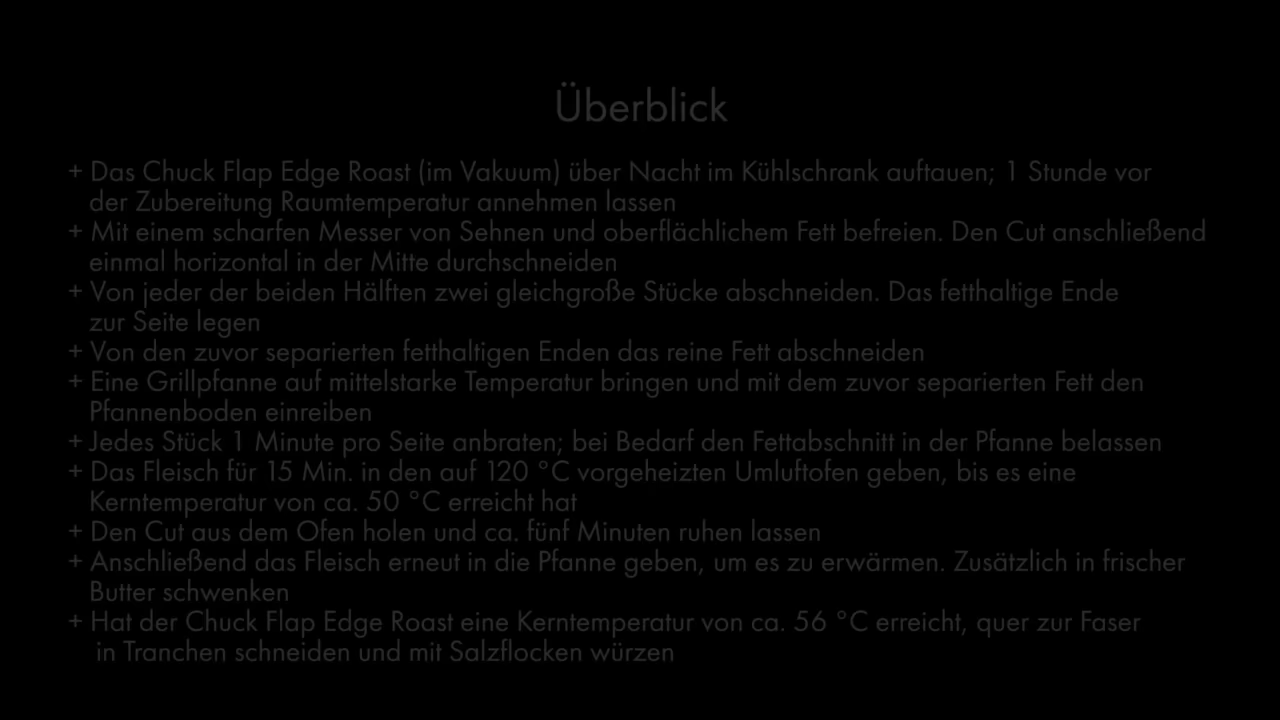 Überblick
+ Das Chuck Flap Edge Roast (im Vakuum) über Nacht im Kühlschrank auftauen; 1 Stunde vor
der Zubereitung Raumtemperatur annehmen lassen
+ Mit einem scharfen Messer von Sehnen und oberflächlichem Fett befreien. Den Cut anschließend
einmal horizontal in der Mitte durchschneiden
+ Von jeder der beiden Hälften zwei gleichgroße Stücke abschneiden. Das fetthaltige Ende
zur Seite legen
+ Von den zuvor separierten fetthaltigen Enden das reine Fett abschneiden
+ Eine Grillpfanne auf mittelstarke Temperatur bringen und mit dem zuvor separierten Fett den
Pfannenboden einreiben
+ Jedes Stück 1 Minute pro Seite anbraten; bei Bedarf den Fettabschnitt in der Pfanne belassen
+ Das Fleisch für 15 Min. in den auf 120 °C vorgeheizten Umluftofen geben, bis es eine
Kerntemperatur von ca. 50 °C erreicht hat
+ Den Cut aus dem Ofen holen und ca. fünf Minuten ruhen lassen
+ Anschließend das Fleisch erneut in die Pfanne geben, um es zu erwärmen. Zusätzlich in frischer
Butter schwenken
+ Hat der Chuck Flap Edge Roast eine Kerntemperatur von ca. 56 °C erreicht, quer zur Faser
in Tranchen schneiden und mit Salzflocken würzen